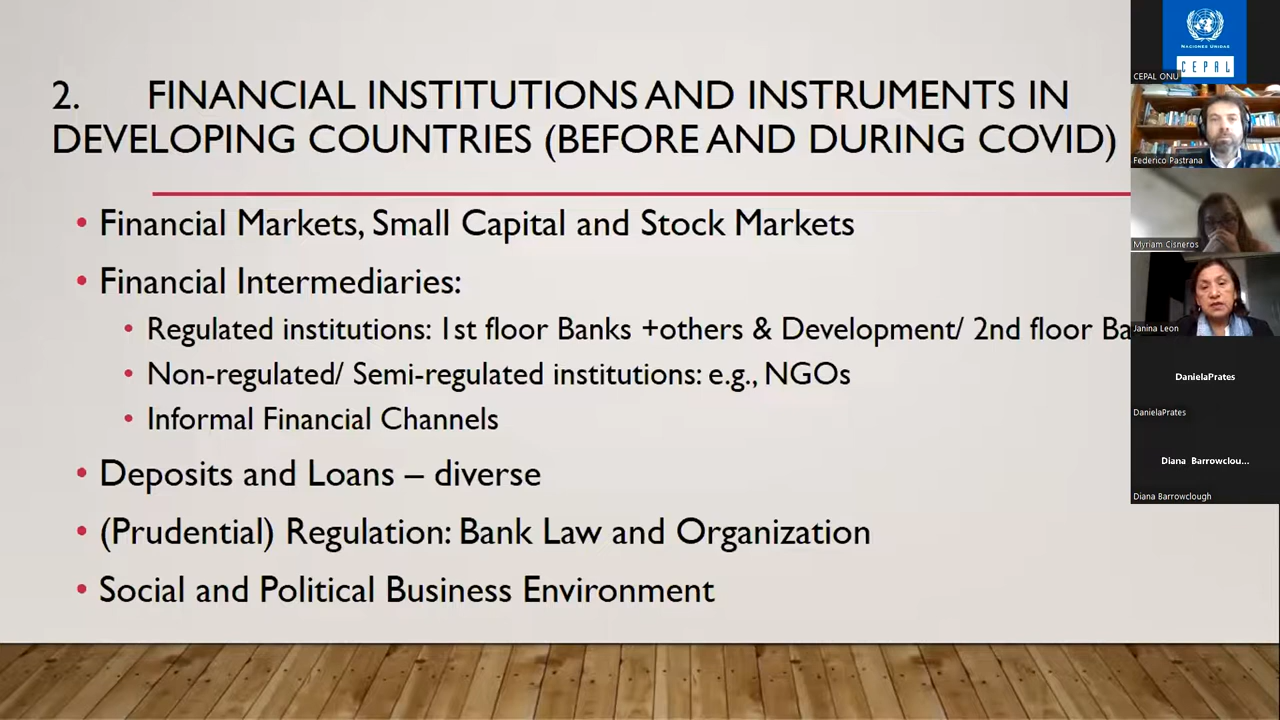 2. FINANCIAL INSTITUTIONS AND INSTRUMENTS IN
DEVELOPING COUNTRIES (BEFORE AND DURING COVID)
• Financial Markets, Small Capital and Stock Markets
• Financial Intermediaries:
• Regulated institutions: 1st floor Banks +others & Development/ 2nd floor Ba
• Non-regulated/ Semi-regulated institutions: e.g., NGOs
• Informal Financial Channels
• Deposits and Loans – diverse
• (Prudential) Regulation: Bank Law and Organization
• Social and Political Business Environment
NACIONES UNIDAS
CEPAL
CEPAL ONU
Federico Pastrana
Myriam Cisneros
Janina Leon
DanielaPrates
DanielaPrates
Diana Barrowclou...
Diana Barrowclough